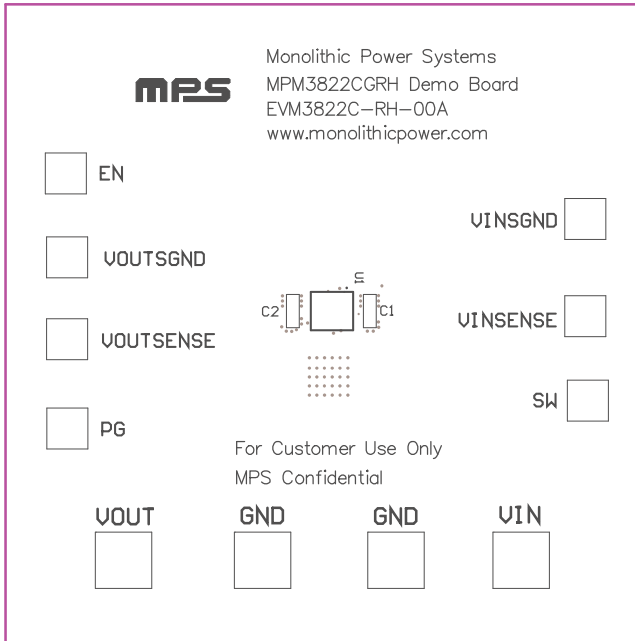 mPS
Monolithic Power Systems
MPM3822CGRH Demo Board
EVM3822C-RH-00A
www.monolithicpower.com
EN
VINSGND
VOUTSGND
U1
C2
C1
VINSENSE
VOUTSENSE
SW
PG
For Customer Use Only
MPS Confidential
VOUT
GND
GND
VIN